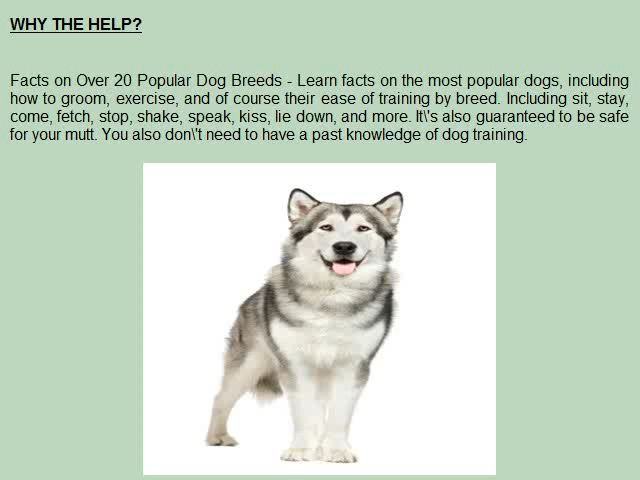 WHY THE HELP?
Facts on Over 20 Popular Dog Breeds - Learn facts on the most popular dogs, including
how to groom, exercise, and of course their ease of training by breed. Including sit, stay,
come, fetch, stop, shake, speak, kiss, lie down, and more. It\'s also guaranteed to be safe
for your mutt. You also don\'t need to have a past knowledge of dog training.